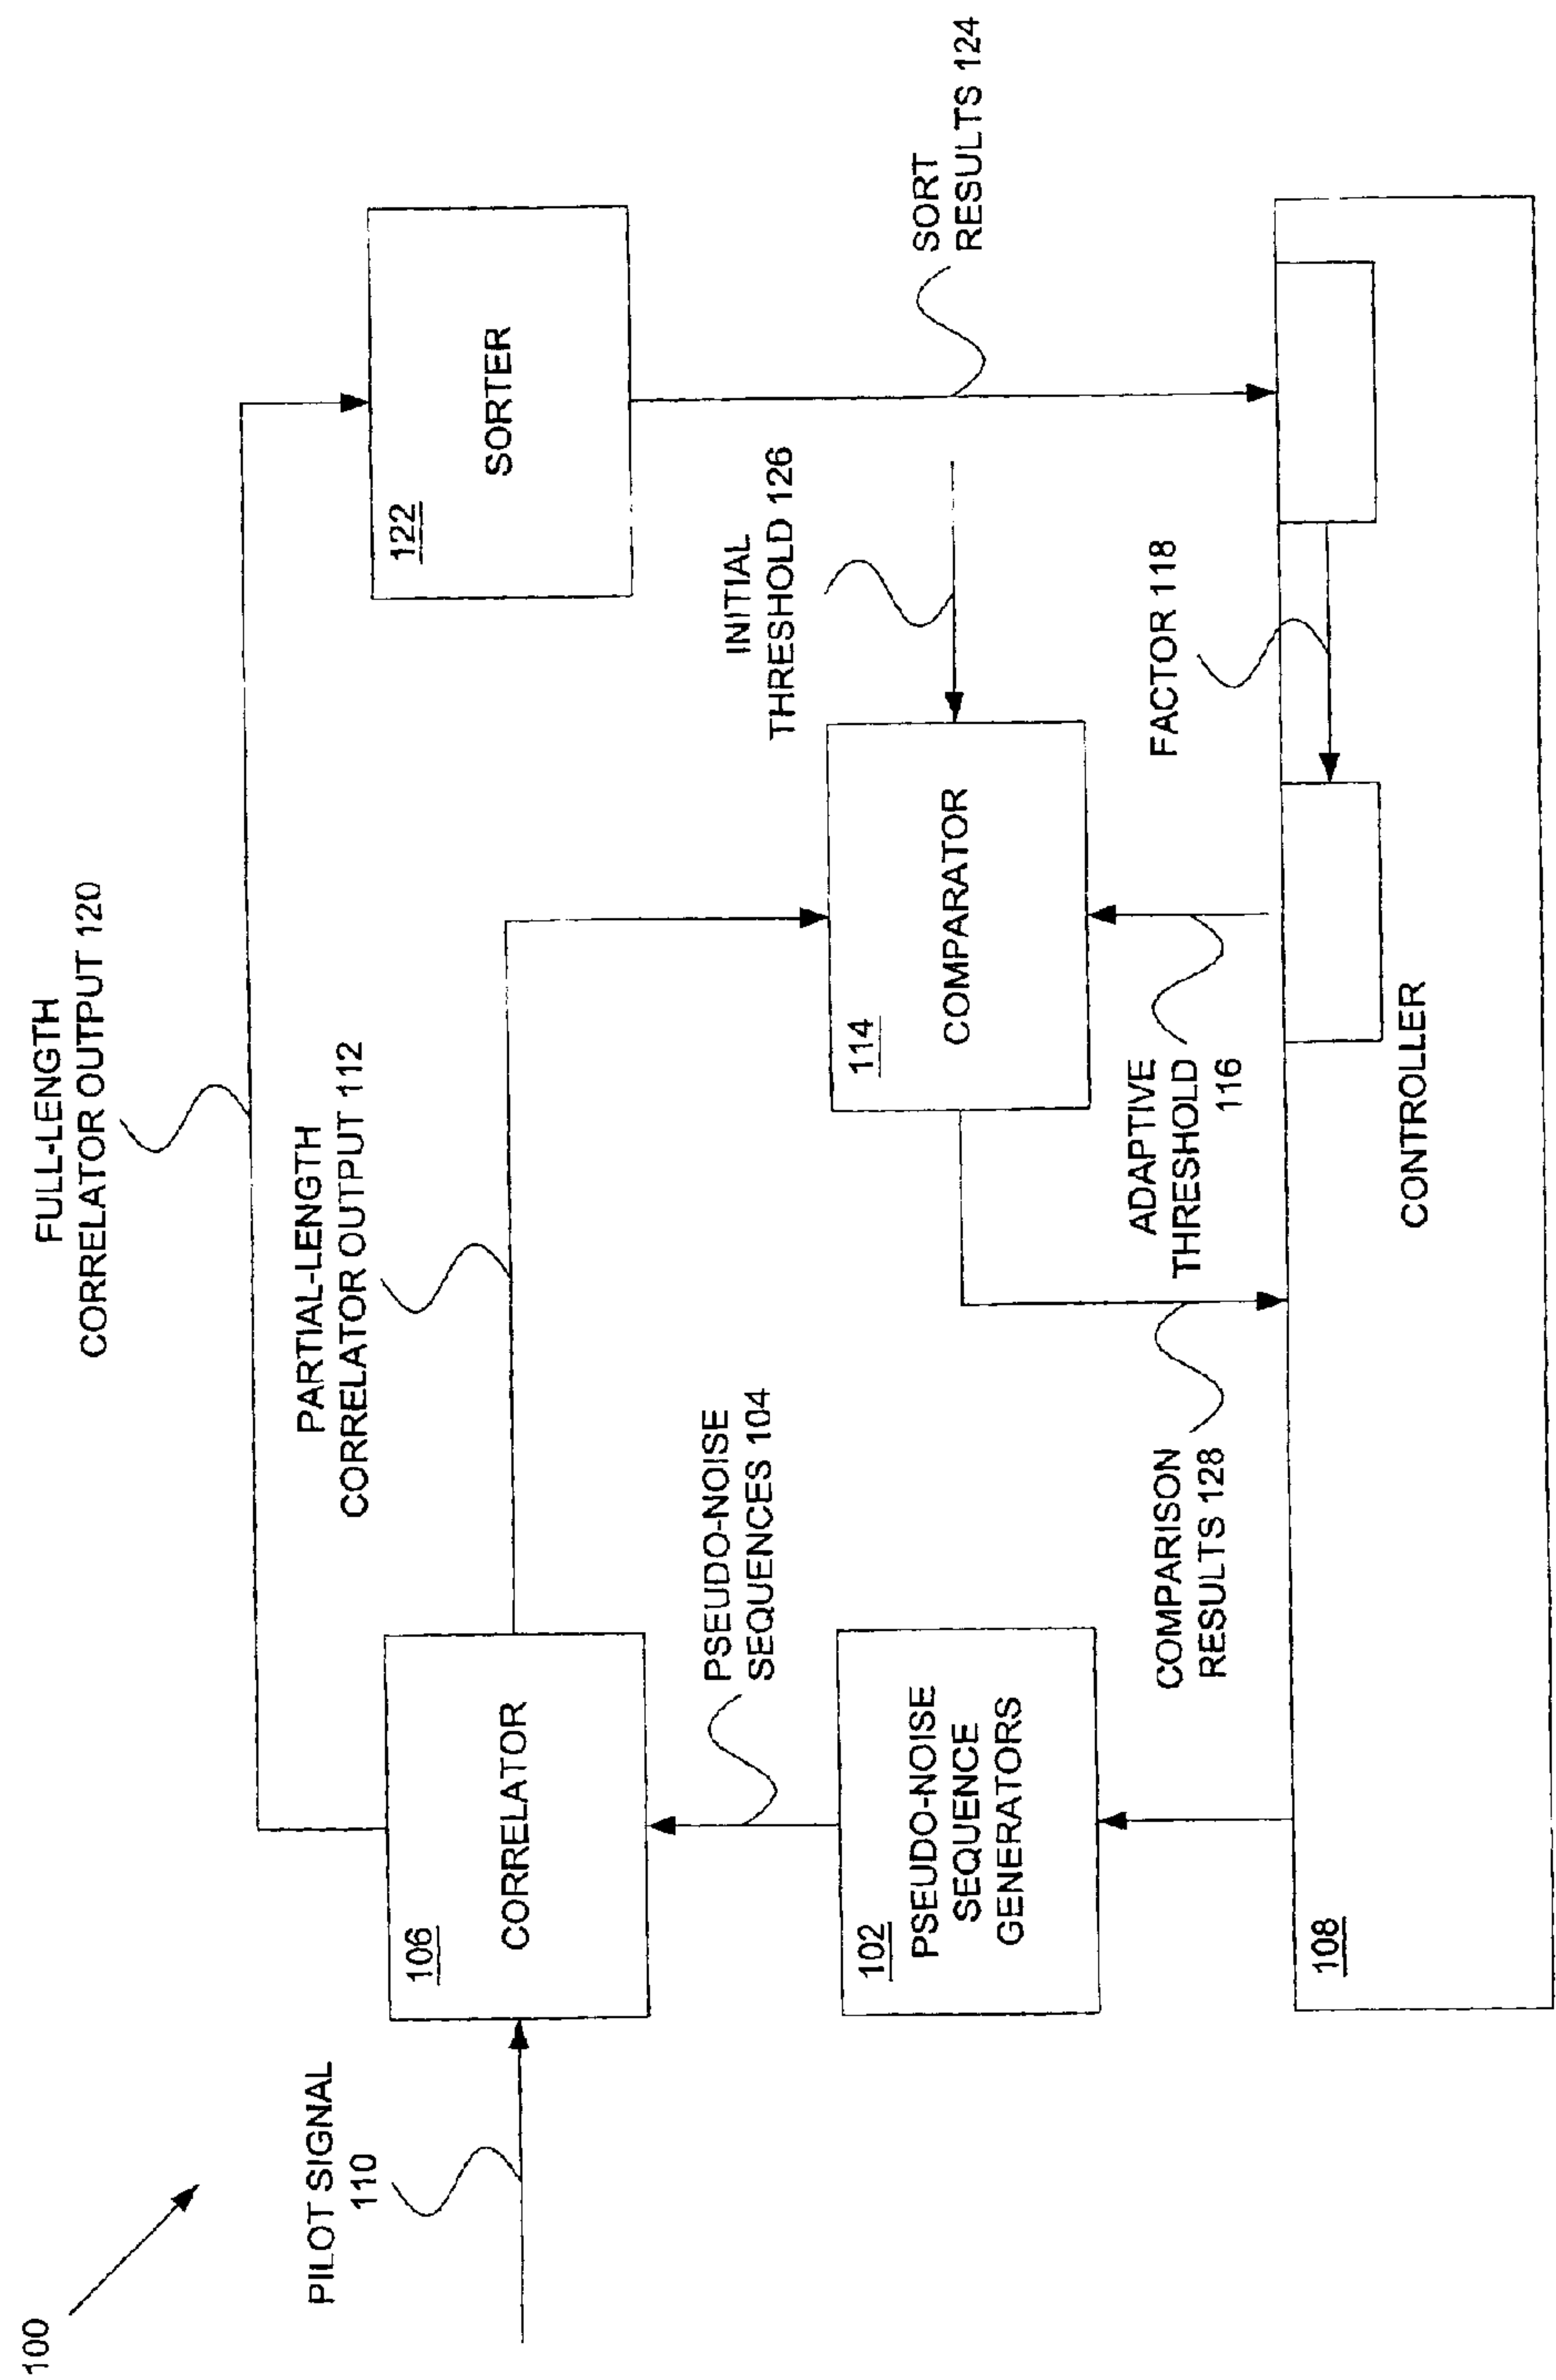 100
FULL-LENGTH
CORRELATOR OUTPUT 120
PILOT SIGNAL
110
PARTIAL-LENGTH
CORRELATOR OUTPUT 112
106
CORRELATOR
122
SORTER
PSEUDO-NOISE
SEQUENCES 104
INITIAL
THRESHOLD 126
SORT
RESULTS 124
102
PSEUDO-NOISE
SEQUENCE
GENERATORS
114
COMPARATOR
COMPARISON
RESULTS 128
ADAPTIVE
THRESHOLD
116
FACTOR 118
108
CONTROLLER